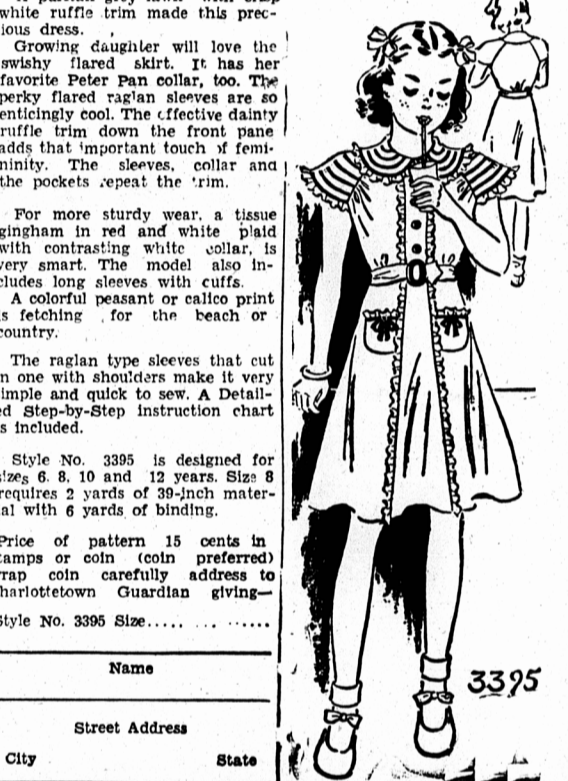 white ruffle trim made this prec-
ious dress.
Growing daughter will love the
swishy flared skirt. It has her
favorite Peter Pan collar, too. The
perky flared raglan sleeves are so
enticingly cool. The effective dainty
ruffle trim down the front pane
adds that important touch of femi-
ninity. The sleeves, collar and
the pockets repeat the trim.
For more sturdy wear, a tissue
gingham in red and white plaid
with contrasting white collar, is
very smart. The model also in-
cludes long sleeves with cuffs.
A colorful peasant or calico print
is fetching for the beach or
country.
The raglan type sleeves that cut
in one with shoulders make it very
simple and quick to sew. A Detail-
ed Step-by-Step instruction chart
is included.
Style No. 3395 is designed for
sizes 6, 8, 10 and 12 years. Size 8
requires 2 yards of 39-inch mater-
ial with 6 yards of binding.
Price of pattern 15 cents in
tamps or coin (coin preferred)
rap coin carefully address to
harlottetown Guardian giving—
Style No. 3395 Size..... ... ......
Name
Street Address
City State
3395